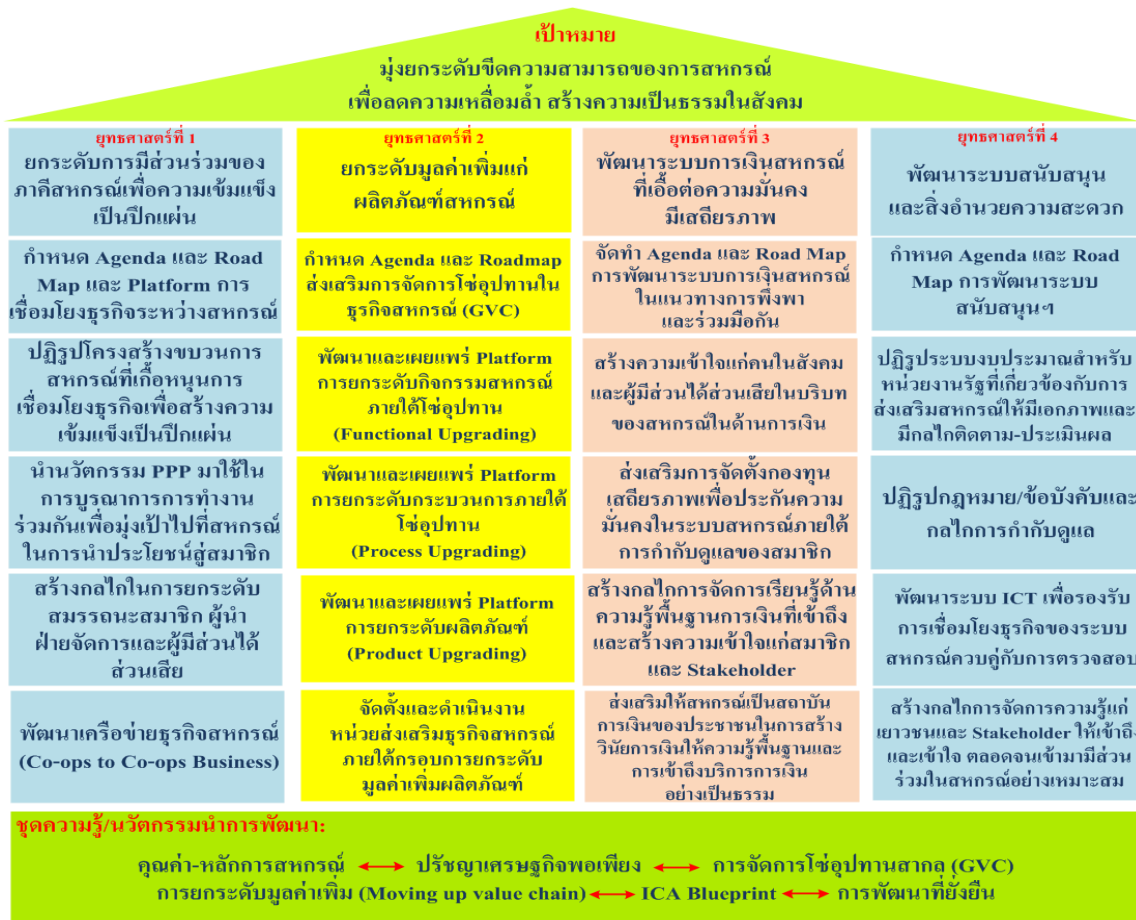 เป้าหมาย
มุ่งยกระดับขีดความสามารถของการสหกรณ์
เพื่อลดความเหลื่อมล้ำ สร้างความเป็นธรรมในสังคม
ยุทธศาสตร์ที่ 1
ยกระดับการมีส่วนร่วมของ
ภาคีสหกรณ์เพื่อความเข้มแข็ง
เป็นปึกแผ่น
กำหนด Agenda และ Road
Map และ Platform การ
เชื่อมโยงธุรกิจระหว่างสหกรณ์
ปฏิรูปโครงสร้างขบวนการ
สหกรณ์ที่เกื้อหนุนการ
เชื่อมโยงธุรกิจเพื่อสร้างความ
เข้มแข็งเป็นปึกแผ่น
นำนวัตกรรม PPP มาใช้ใน
การบูรณาการการทำงาน
ร่วมกันเพื่อมุ่งเป้าไปที่สหกรณ์
ในการนำประโยชน์สู่สมาชิก
สร้างกลไกในการยกระดับ
สมรรถนะสมาชิก ผู้นำ
ฝ่ายจัดการและผู้มีส่วนได้
ส่วนเสีย
พัฒนาเครือข่ายธุรกิจสหกรณ์
(Co-ops to Co-ops Business)
ยุทธศาสตร์ที่ 2
ยกระดับมูลค่าเพิ่มแก่
ผลิตภัณฑ์สหกรณ์
กำหนด Agenda และ Roadmap
ส่งเสริมการจัดการโซ่อุปทานใน
ธุรกิจสหกรณ์ (GVC)
พัฒนาและเผยแพร่ Platform
การยกระดับกิจกรรมสหกรณ์
ภายใต้โซ่อุปทาน
(Functional Upgrading)
พัฒนาและเผยแพร่ Platform
การยกระดับกระบวนการภายใต้
โซ่อุปทาน
(Process Upgrading)
พัฒนาและเผยแพร่ Platform
การยกระดับผลิตภัณฑ์
(Product Upgrading)
จัดตั้งและดำเนินงาน
หน่วยส่งเสริมธุรกิจสหกรณ์
ภายใต้กรอบการยกระดับ
มูลค่าเพิ่มผลิตภัณฑ์
ยุทธศาสตร์ที่ 3
พัฒนาระบบการเงินสหกรณ์
ที่เอื้อต่อความมั่นคง
มีเสถียรภาพ
จัดทำ Agenda และ Road Map
การพัฒนาระบบการเงินสหกรณ์
ในแนวทางการพึ่งพา
และร่วมมือกัน
สร้างความเข้าใจแก่คนในสังคม
และผู้มีส่วนได้ส่วนเสียในบริบท
ของสหกรณ์ในด้านการเงิน
ส่งเสริมการจัดตั้งกองทุน
เสถียรภาพเพื่อประกันความ
มั่นคงในระบบสหกรณ์ภายใต้
การกำกับดูแลของสมาชิก
สร้างกลไกการจัดการเรียนรู้ด้าน
ความรู้พื้นฐานการเงินที่เข้าถึง
และสร้างความเข้าใจแก่สมาชิก
และ Stakeholder
ส่งเสริมให้สหกรณ์เป็นสถาบัน
การเงินของประชาชนในการสร้าง
วินัยการเงินให้ความรู้พื้นฐานและ
การเข้าถึงบริการการเงิน
อย่างเป็นธรรม
ยุทธศาสตร์ที่ 4
พัฒนาระบบสนับสนุน
และสิ่งอำนวยความสะดวก
กำหนด Agenda และ Road
Map การพัฒนาระบบ
สนับสนุนฯ
ปฏิรูประบบงบประมาณสำหรับ
หน่วยงานรัฐที่เกี่ยวข้องกับการ
ส่งเสริมสหกรณ์ให้มีเอกภาพและ
มีกลไกติดตาม-ประเมินผล
ปฏิรูปกฎหมาย/ข้อบังคับและ
กลไกการกำกับดูแล
พัฒนาระบบ ICT เพื่อรองรับ
การเชื่อมโยงธุรกิจของระบบ
สหกรณ์ควบคู่กับการตรวจสอบ
สร้างกลไกการจัดการความรู้แก่
เยาวชนและ Stakeholder ให้เข้าถึง
และเข้าใจ ตลอดจนเข้ามามีส่วน
ร่วมในสหกรณ์อย่างเหมาะสม
ชุดความรู้/นวัตกรรมนำการพัฒนา:
คุณค่า-หลักการสหกรณ์ ⟷ ปรัชญาเศรษฐกิจพอเพียง ⟷ การจัดการโซ่อุปทานสากล (GVC)
การยกระดับมูลค่าเพิ่ม (Moving up value chain) ⟷ ICA Blueprint ⟷ การพัฒนาที่ยั่งยืน